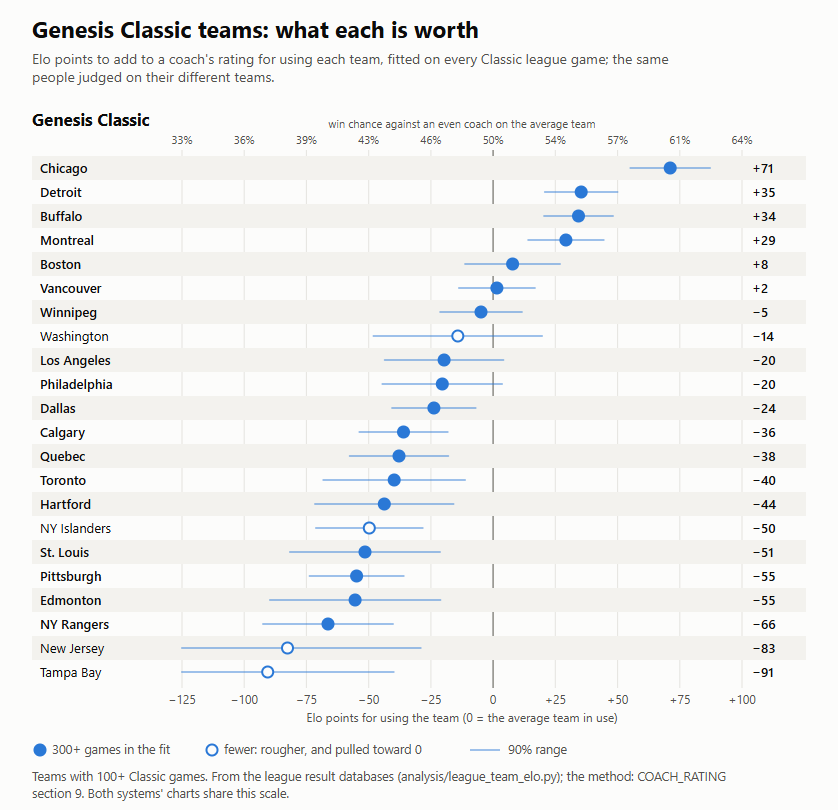 Genesis Classic teams: what each is worth
Elo points to add to a coach's rating for using each team, fitted on every Classic league game; the same
people judged on their different teams.
Genesis Classic
win chance against an even coach on the average team
33% 36% 39% 43% 46% 50% 54% 57% 61% 64%
Chicago +71
Detroit +35
Buffalo +34
Montreal +29
Boston +8
Vancouver +2
Winnipeg −5
Washington −14
Los Angeles −20
Philadelphia −20
Dallas −24
Calgary −36
Quebec −38
Toronto −40
Hartford −44
NY Islanders −50
St. Louis −51
Pittsburgh −55
Edmonton −55
NY Rangers −66
New Jersey −83
Tampa Bay −91
−125 −100 −75 −50 −25 0 +25 +50 +75 +100
Elo points for using the team (0 = the average team in use)
300+ games in the fit fewer: rougher, and pulled toward 0 90% range
Teams with 100+ Classic games. From the league result databases (analysis/league_team_elo.py); the method: COACH_RATING
section 9. Both systems' charts share this scale.